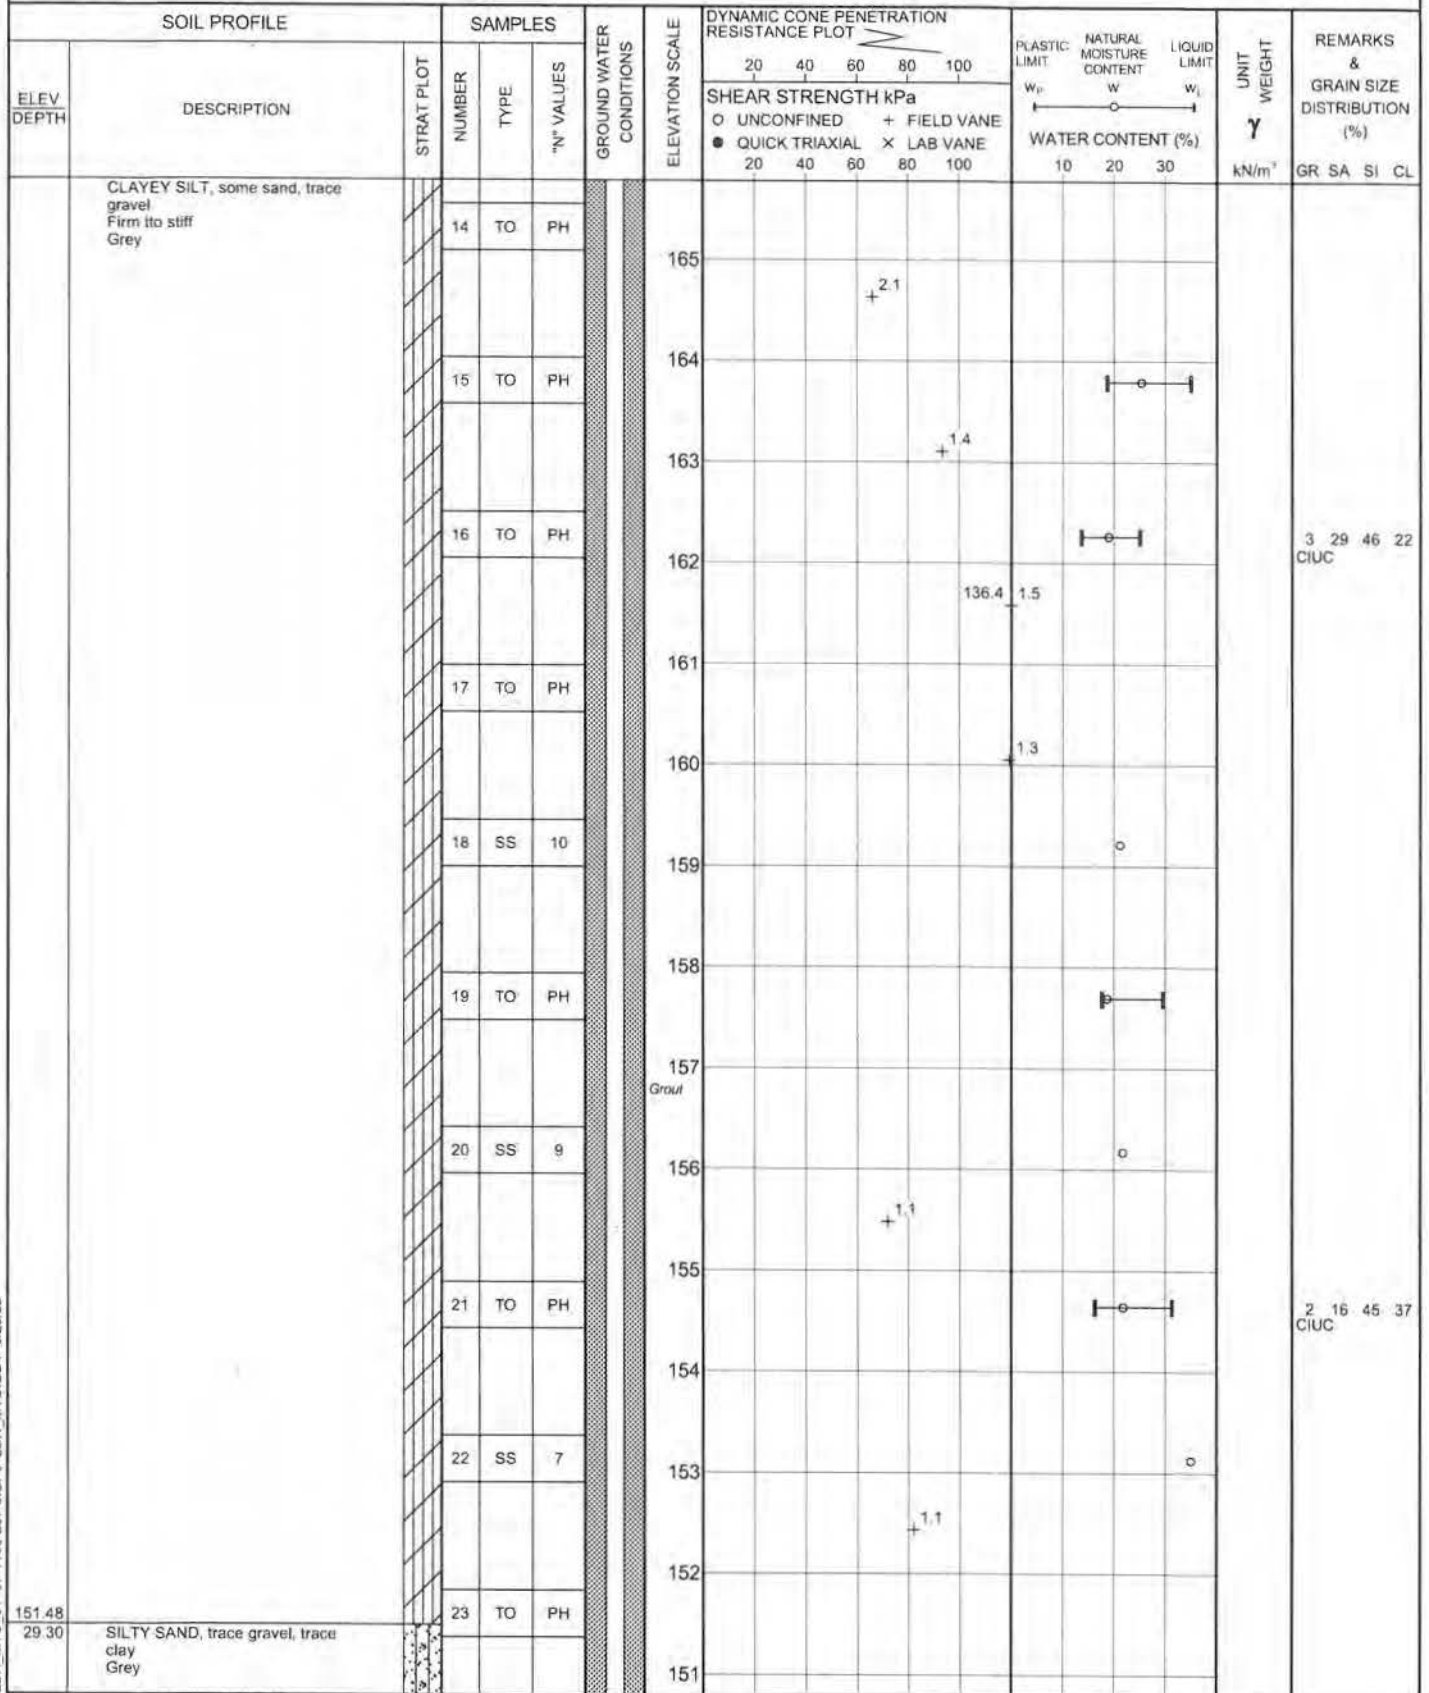 SOIL PROFILE
SAMPLES
GROUND WATER
CONDITIONS
ELEVATION SCALE
DYNAMIC CONE PENETRATION
RESISTANCE PLOT
20 40 60 80 100
PLASTIC
LIMIT
NATURAL
MOISTURE
CONTENT
LIQUID
LIMIT
UNIT
WEIGHT
REMARKS
&
GRAIN SIZE
DISTRIBUTION
(%)
ELEV
DEPTH
DESCRIPTION
STRAT PLOT
NUMBER
TYPE
"N" VALUES
SHEAR STRENGTH kPa
O UNCONFINED + FIELD VANE
● QUICK TRIAXIAL × LAB VANE
20 40 60 80 100
wP w wL
WATER CONTENT (%)
10 20 30
γ
kN/m³
GR SA SI CL
CLAYEY SILT, some sand, trace
gravel
Firm tto stiff
Grey
14 TO PH
165
2.1
164
15 TO PH
1.4
163
16 TO PH
3 29 46 22
CIUC
162
136.4 1.5
161
17 TO PH
1.3
160
18 SS 10
159
158
19 TO PH
157
Grout
20 SS 9
156
1.1
155
21 TO PH
2 16 45 37
CIUC
154
22 SS 7
153
1.1
152
151.48
29.30
23 TO PH
SILTY SAND, trace gravel, trace
clay
Grey
151